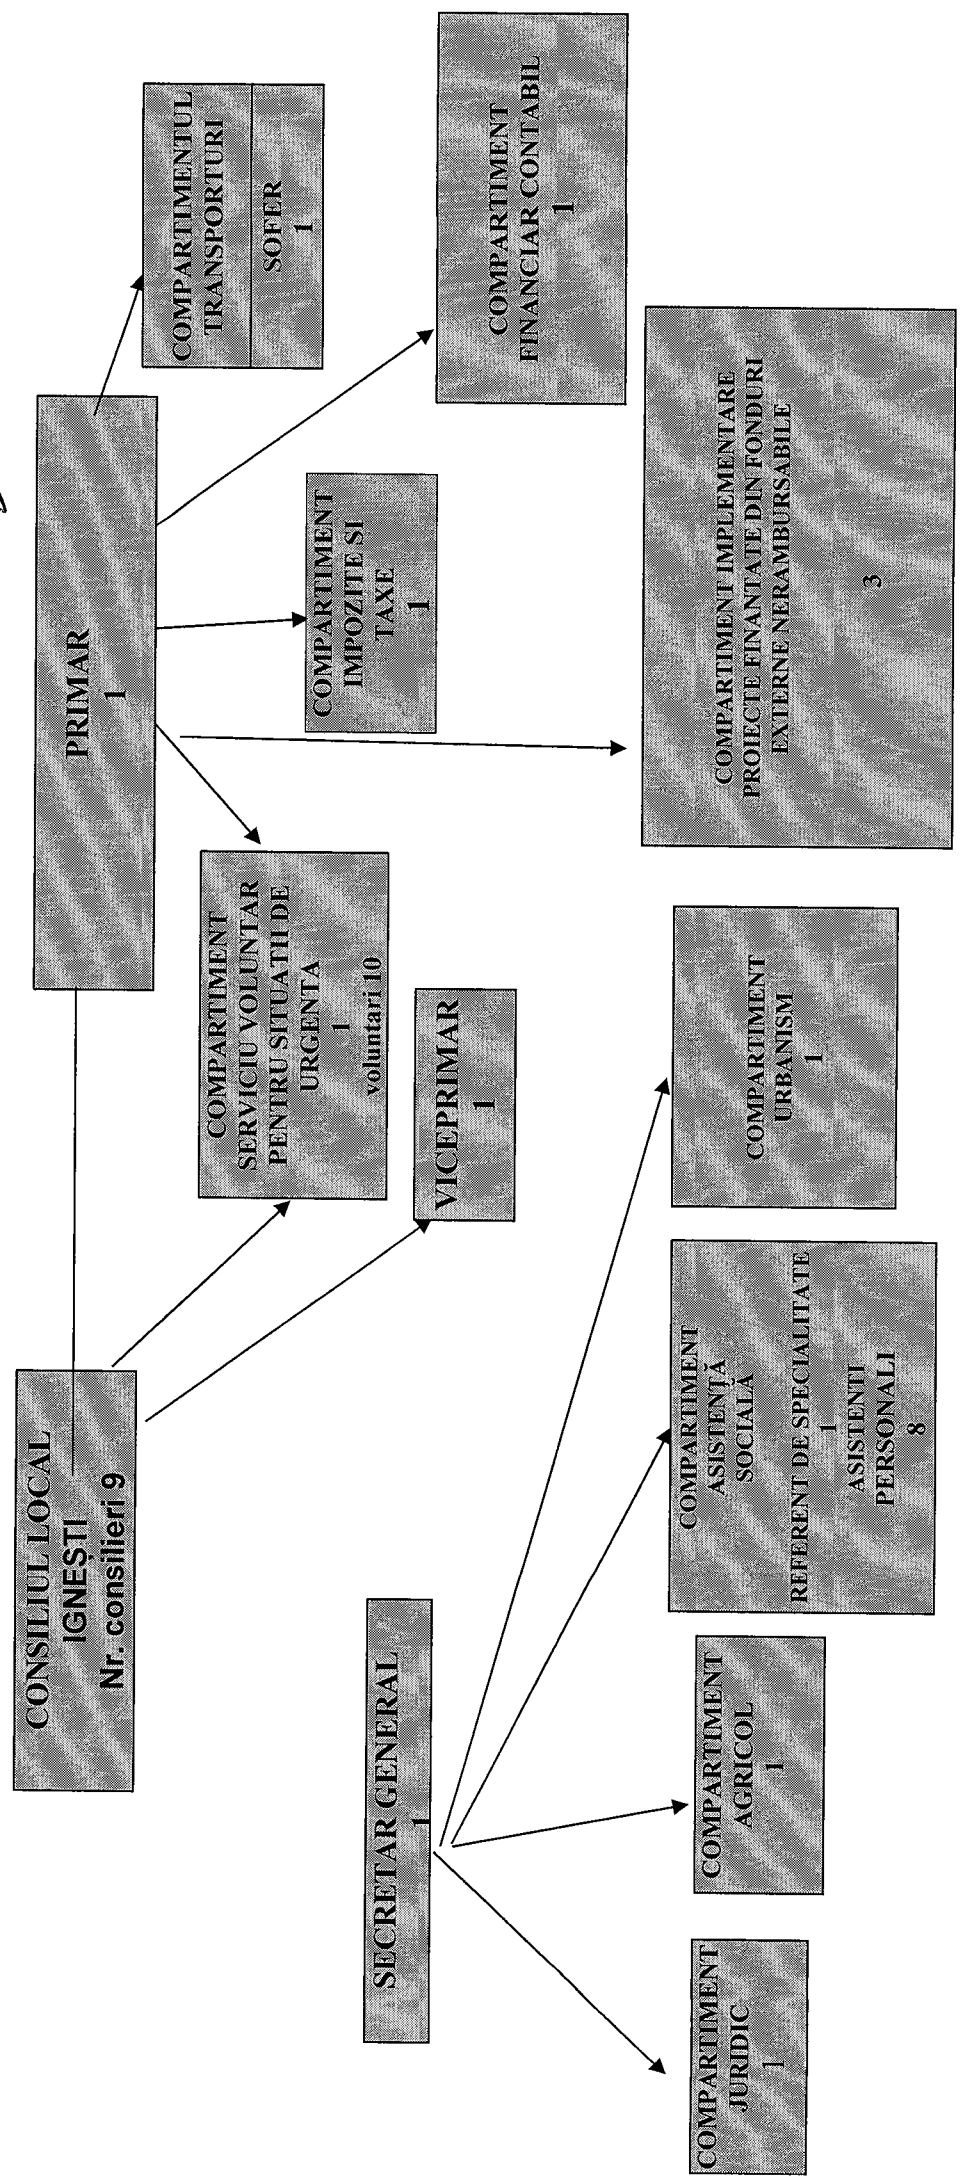 CONSILIUL LOCAL
IGNEȘTI
Nr. consilieri 9
PRIMAR
1
COMPARTIMENTUL
TRANSPORTURI
SOFER
1
COMPARTIMENT
SERVICIU VOLUNTAR
PENTRU SITUATII DE
URGENTA
1
voluntari 10
COMPARTIMENT
IMPOZITE SI
TAXE
1
COMPARTIMENT
FINANCIAR CONTABIL
1
SECRETAR GENERAL
1
VICEPRIMAR
1
COMPARTIMENT
JURIDIC
1
COMPARTIMENT
AGRICOL
1
COMPARTIMENT
ASISTENŢĂ
SOCIALĂ
REFERENT DE SPECIALITATE
1
ASISTENTI
PERSONALI
8
COMPARTIMENT
URBANISM
1
COMPARTIMENT IMPLEMENTARE
PROIECTE FINANTATE DIN FONDURI
EXTERNE NERAMBURSABILE
3